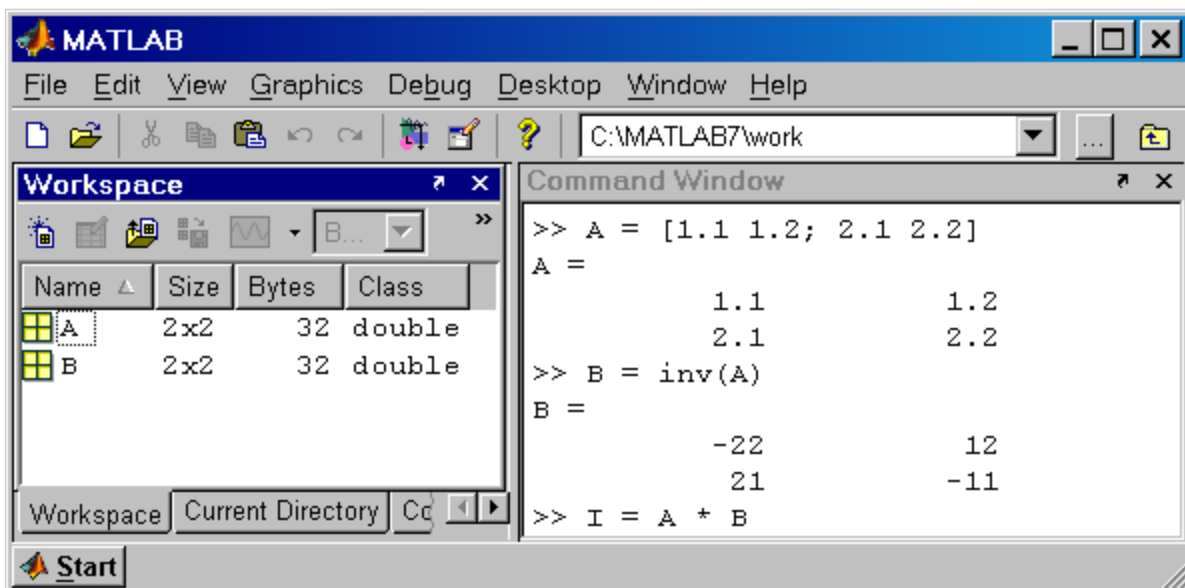 MATLAB
File Edit View Graphics Debug Desktop Window Help
C:\MATLAB7\work
...
Workspace
B...
»
Name Size Bytes Class
A 2x2 32 double
B 2x2 32 double
Workspace Current Directory
Command Window
>> A = [1.1 1.2; 2.1 2.2]
A =
1.1 1.2
2.1 2.2
>> B = inv(A)
B =
-22 12
21 -11
>> I = A * B
Start